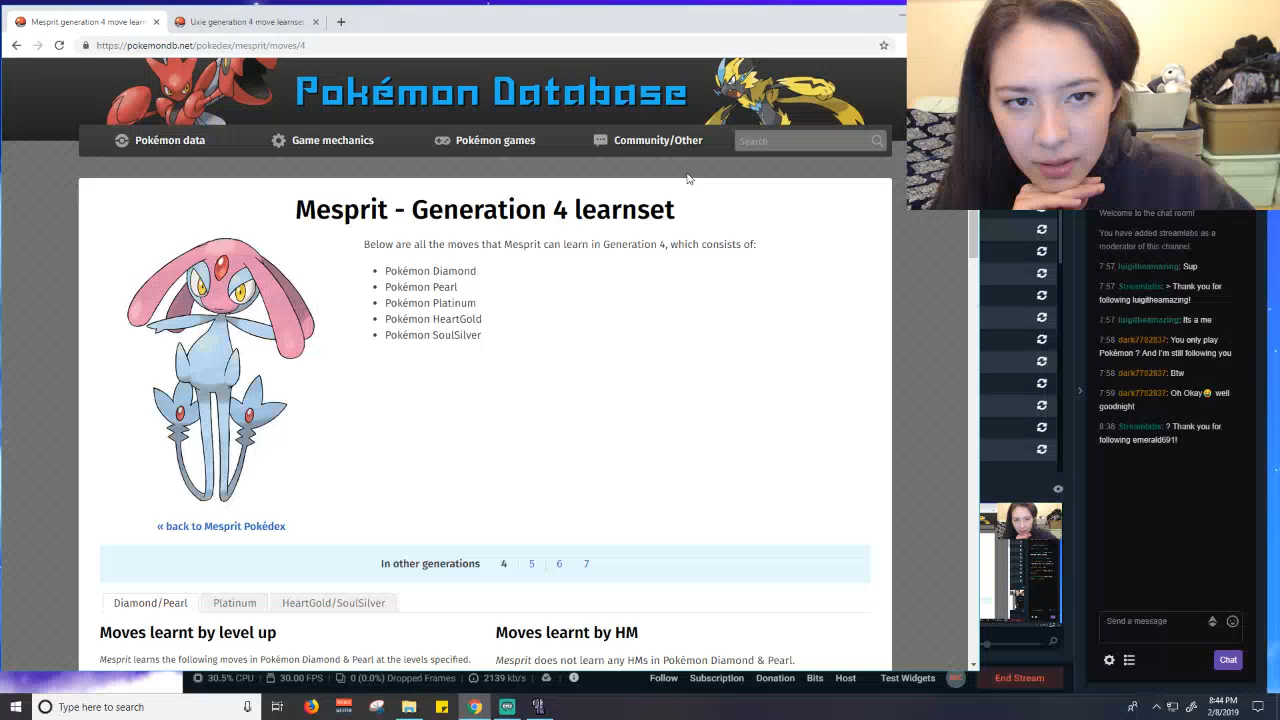 Mesprit generation 4 move learn
Uxie generation 4 move learnset
https://pokemondb.net/pokedex/mesprit/moves/4
Pokémon Database
Pokémon data
Game mechanics
Pokémon games
Community/Other
Search
Mesprit - Generation 4 learnset
Below are all the moves that Mesprit can learn in Generation 4, which consists of:
• Pokémon Diamond
• Pokémon Pearl
• Pokémon Platinum
• Pokémon HeartGold
• Pokémon SoulSilver
« back to Mesprit Pokédex
In other generations 4 5 6 7
Diamond/Pearl Platinum HeartGold/SoulSilver
Moves learnt by level up
Mesprit learns the following moves in Pokémon Diamond & Pearl at the levels specified.
Moves learnt by HM
Mesprit does not learn any HMs in Pokémon Diamond & Pearl.
Welcome to the chat room!
You have added streamlabs as a
moderator of this channel.
7:57 luigitheamazing: Sup
7:57 Streamlabs: > Thank you for
following luigitheamazing!
7:57 luigitheamazing: Its a me
7:58 dark7782837: You only play
Pokémon ? And I'm still following you
7:58 dark7782837: Btw
7:59 dark7782837: Oh Okay😄 well
goodnight
8:38 Streamlabs: ? Thank you for
following emerald691!
Send a message
Chat
30.5% CPU 30.00 FPS 0 (0.0%) Dropped Frames 2139 kb/s
Follow Subscription Donation Bits Host Test Widgets REC End Stream
Type here to search
8:44 PM
2/8/2019